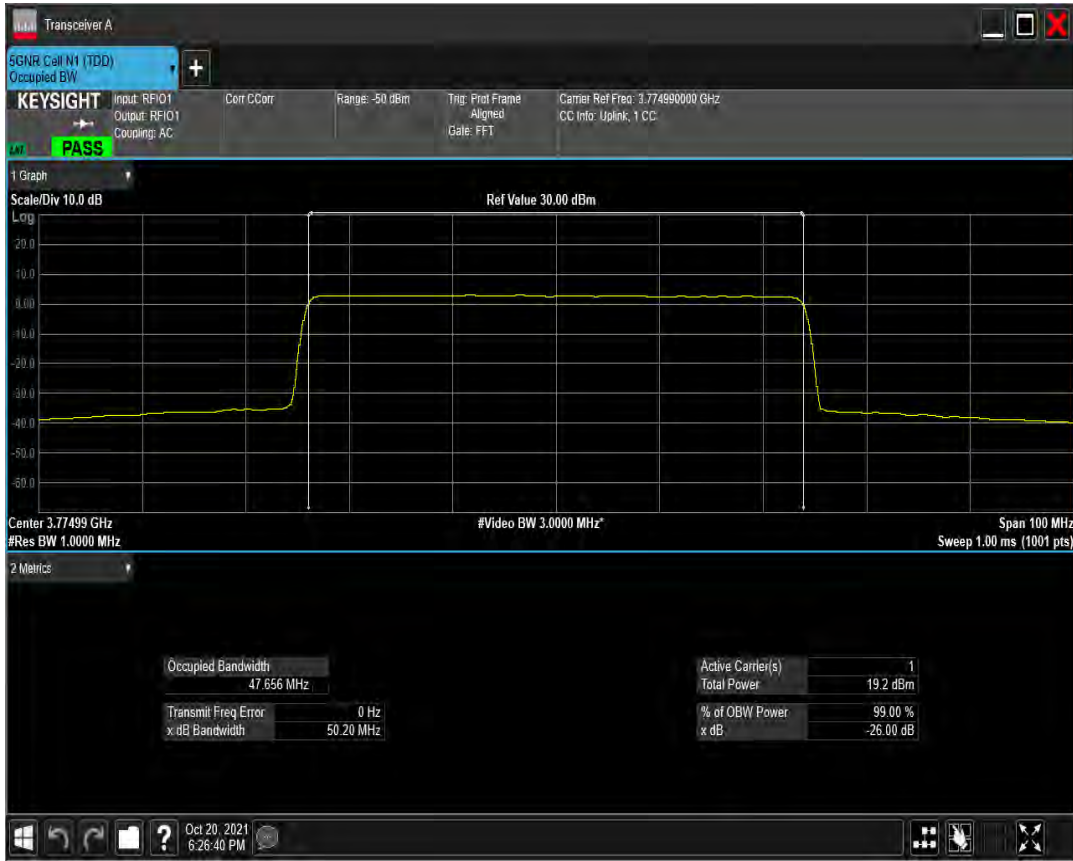 Transceiver A
5GNR Cell N1 (TDD)
Occupied BW
+
KEYSIGHT
Input: RFIO1
Output: RFIO1
Coupling: AC
Corr CCorr
Range: -50 dBm
Trig: Prot Frame
Aligned
Gate: FFT
Carrier Ref Freq: 3.774990000 GHz
CC Info: Uplink, 1 CC
PASS
1 Graph
Scale/Div 10.0 dB
Ref Value 30.00 dBm
Log
20.0
10.0
0.00
-10.0
-20.0
-30.0
-40.0
-50.0
-60.0
Center 3.77499 GHz
#Video BW 3.0000 MHz*
Span 100 MHz
#Res BW 1.0000 MHz
Sweep 1.00 ms (1001 pts)
2 Metrics
Occupied Bandwidth
47.656 MHz
Transmit Freq Error 0 Hz
x dB Bandwidth 50.20 MHz
Active Carrier(s) 1
Total Power 19.2 dBm
% of OBW Power 99.00 %
x dB -26.00 dB
?
Oct 20, 2021
6:26:40 PM